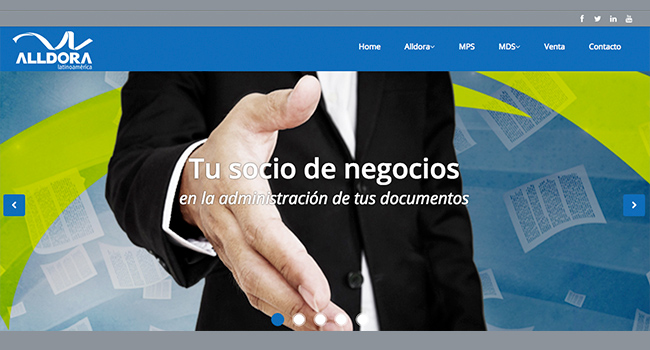 ALLDORA
latinoamérica
Home Alldora MPS MDS Venta Contacto
Tu socio de negocios
en la administración de tus documentos